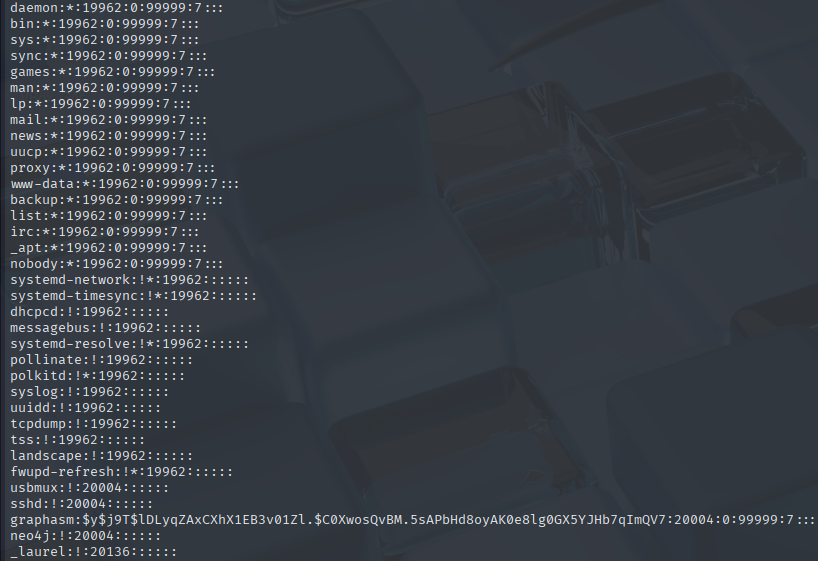 daemon:*:19962:0:99999:7:::
bin:*:19962:0:99999:7:::
sys:*:19962:0:99999:7:::
sync:*:19962:0:99999:7:::
games:*:19962:0:99999:7:::
man:*:19962:0:99999:7:::
lp:*:19962:0:99999:7:::
mail:*:19962:0:99999:7:::
news:*:19962:0:99999:7:::
uucp:*:19962:0:99999:7:::
proxy:*:19962:0:99999:7:::
www-data:*:19962:0:99999:7:::
backup:*:19962:0:99999:7:::
list:*:19962:0:99999:7:::
irc:*:19962:0:99999:7:::
_apt:*:19962:0:99999:7:::
nobody:*:19962:0:99999:7:::
systemd-network:!*:19962::::::
systemd-timesync:!*:19962::::::
dhcpcd:!:19962::::::
messagebus:!:19962::::::
systemd-resolve:!*:19962::::::
pollinate:!:19962::::::
polkitd:!*:19962::::::
syslog:!:19962::::::
uuidd:!:19962::::::
tcpdump:!:19962::::::
tss:!:19962::::::
landscape:!:19962::::::
fwupd-refresh:!*:19962::::::
usbmux:!:20004::::::
sshd:!:20004::::::
graphasm:$y$j9T$lDLyqZAxCXhX1EB3v01Zl.$C0XwosQvBM.5sAPbHd8oyAK0e8lg0GX5YJHb7qImQV7:20004:0:99999:7:::
neo4j:!:20004::::::
_laurel:!:20136::::::